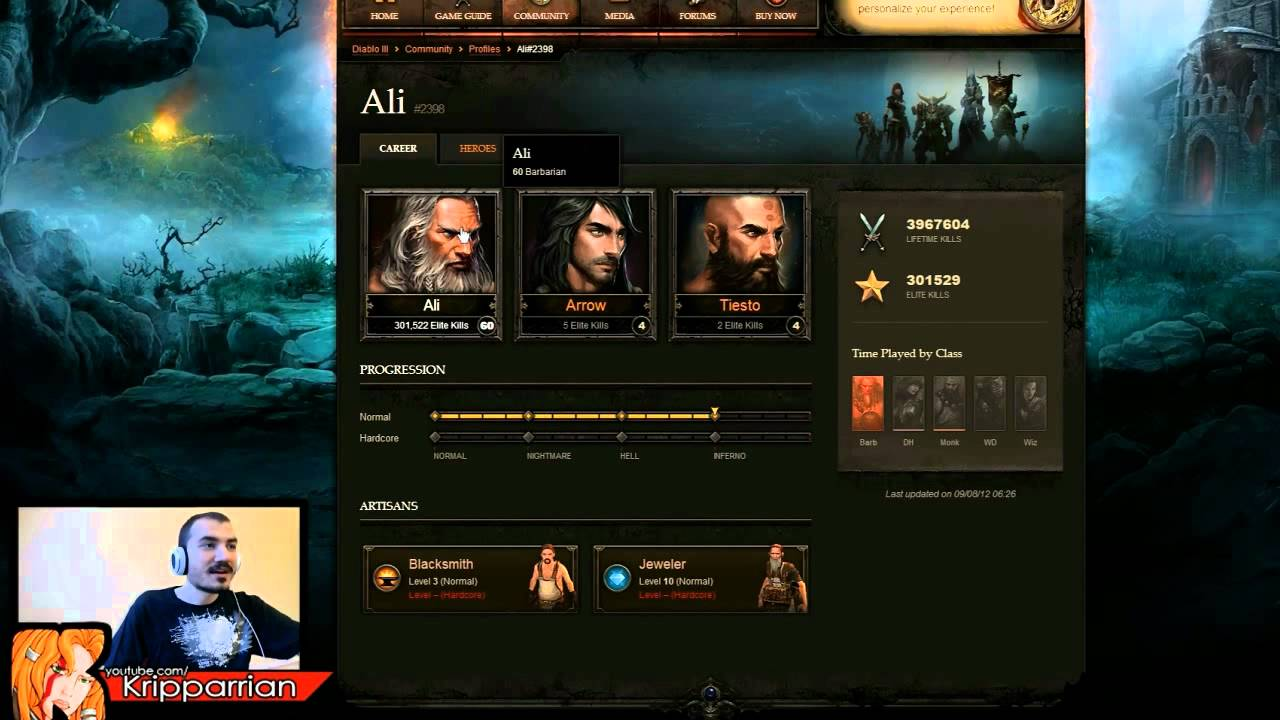 HOME GAME GUIDE COMMUNITY MEDIA FORUMS BUY NOW
personalize your experience!
Diablo III > Community > Profiles > Ali#2398
Ali #2398
CAREER HEROES
Ali
60 Barbarian
Ali
301,522 Elite Kills 60
Arrow
5 Elite Kills 4
Tiesto
2 Elite Kills 4
3967604
LIFETIME KILLS
301529
ELITE KILLS
Time Played by Class
Barb DH Monk WD Wiz
Last updated on 09/08/12 06:26
PROGRESSION
Normal
Hardcore
NORMAL NIGHTMARE HELL INFERNO
ARTISANS
Blacksmith
Level 3 (Normal)
Level – (Hardcore)
Jeweler
Level 10 (Normal)
Level – (Hardcore)
youtube.com/
Kripparrian